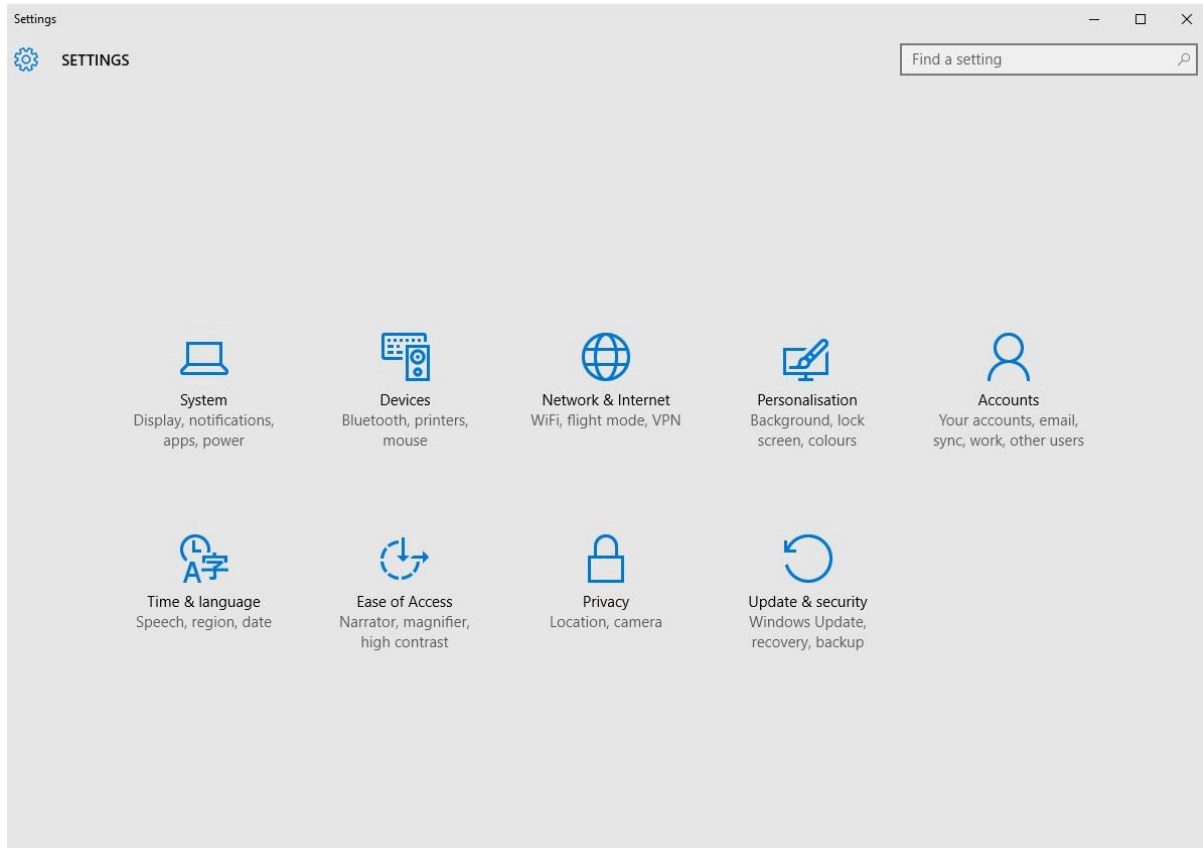 Settings
SETTINGS
Find a setting
System
Display, notifications,
apps, power
Devices
Bluetooth, printers,
mouse
Network & Internet
WiFi, flight mode, VPN
Personalisation
Background, lock
screen, colours
Accounts
Your accounts, email,
sync, work, other users
A字
Time & language
Speech, region, date
Ease of Access
Narrator, magnifier,
high contrast
Privacy
Location, camera
Update & security
Windows Update,
recovery, backup